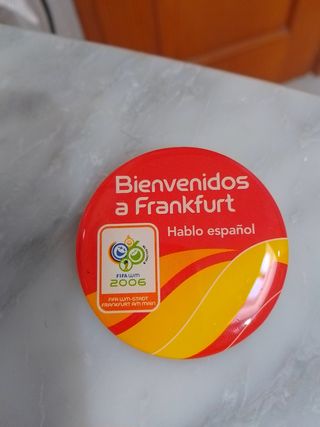 Bienvenidos
a Frankfurt
Hablo español
FIFA WM
2006
FIFA WM-STADT
FRANKFURT AM MAIN